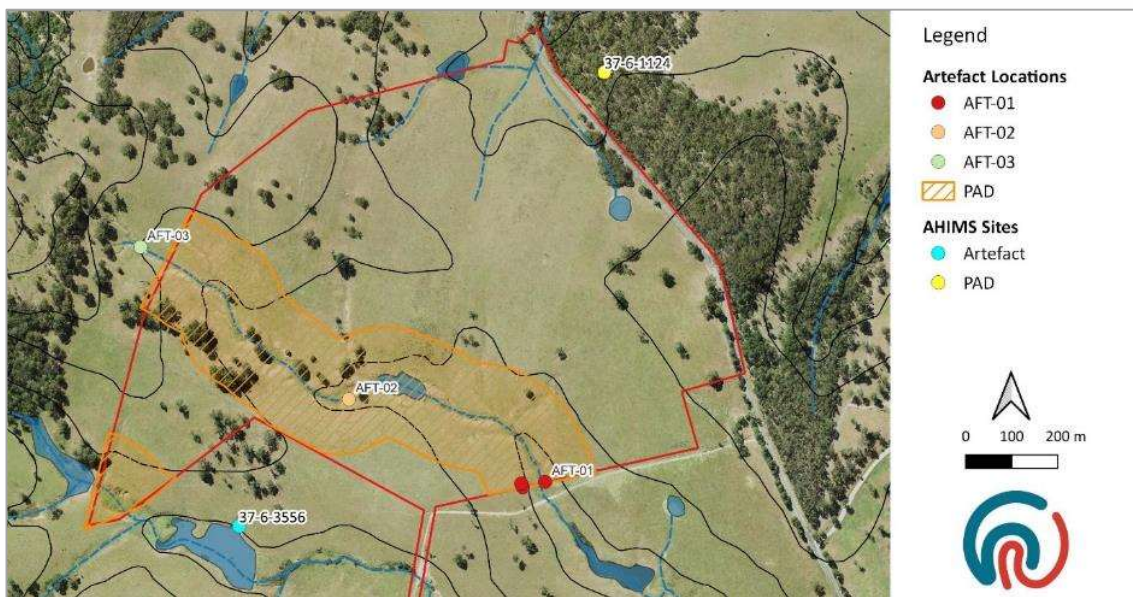 37-6-1124
AFT-03
AFT-02
AFT-01
37-6-3556
Legend
Artefact Locations
AFT-01
AFT-02
AFT-03
PAD
AHIMS Sites
Artefact
PAD
0 100 200 m